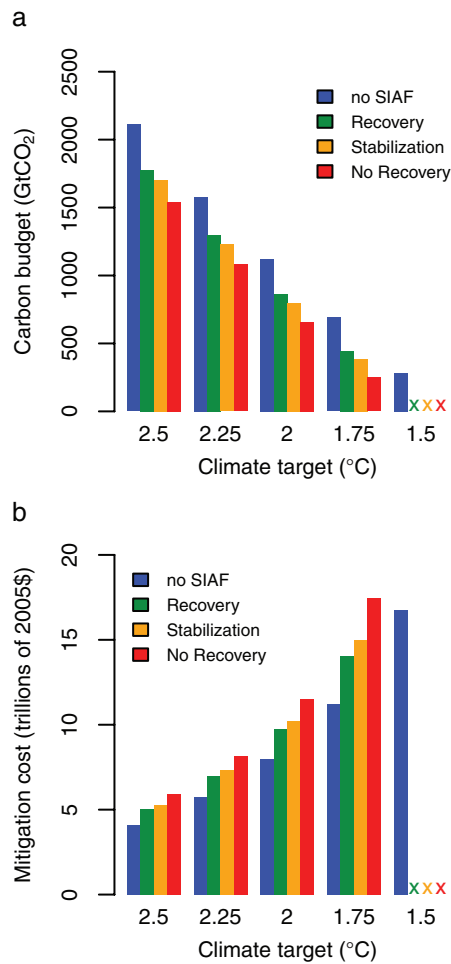 a
Carbon budget (GtCO₂)
2500
2000
1500
1000
500
0
no SIAF
Recovery
Stabilization
No Recovery
x x x
2.5 2.25 2 1.75 1.5
Climate target (°C)
b
Mitigation cost (trillions of 2005$)
20
15
10
5
0
no SIAF
Recovery
Stabilization
No Recovery
x x x
2.5 2.25 2 1.75 1.5
Climate target (°C)